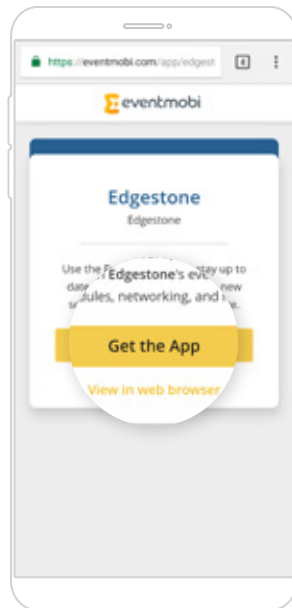 https://eventmobi.com/app/edgest
4
eventmobi
Edgestone
Edgestone
Use the stay up to
Edgestone's
date new
networking, and
Get the App
View in web browser